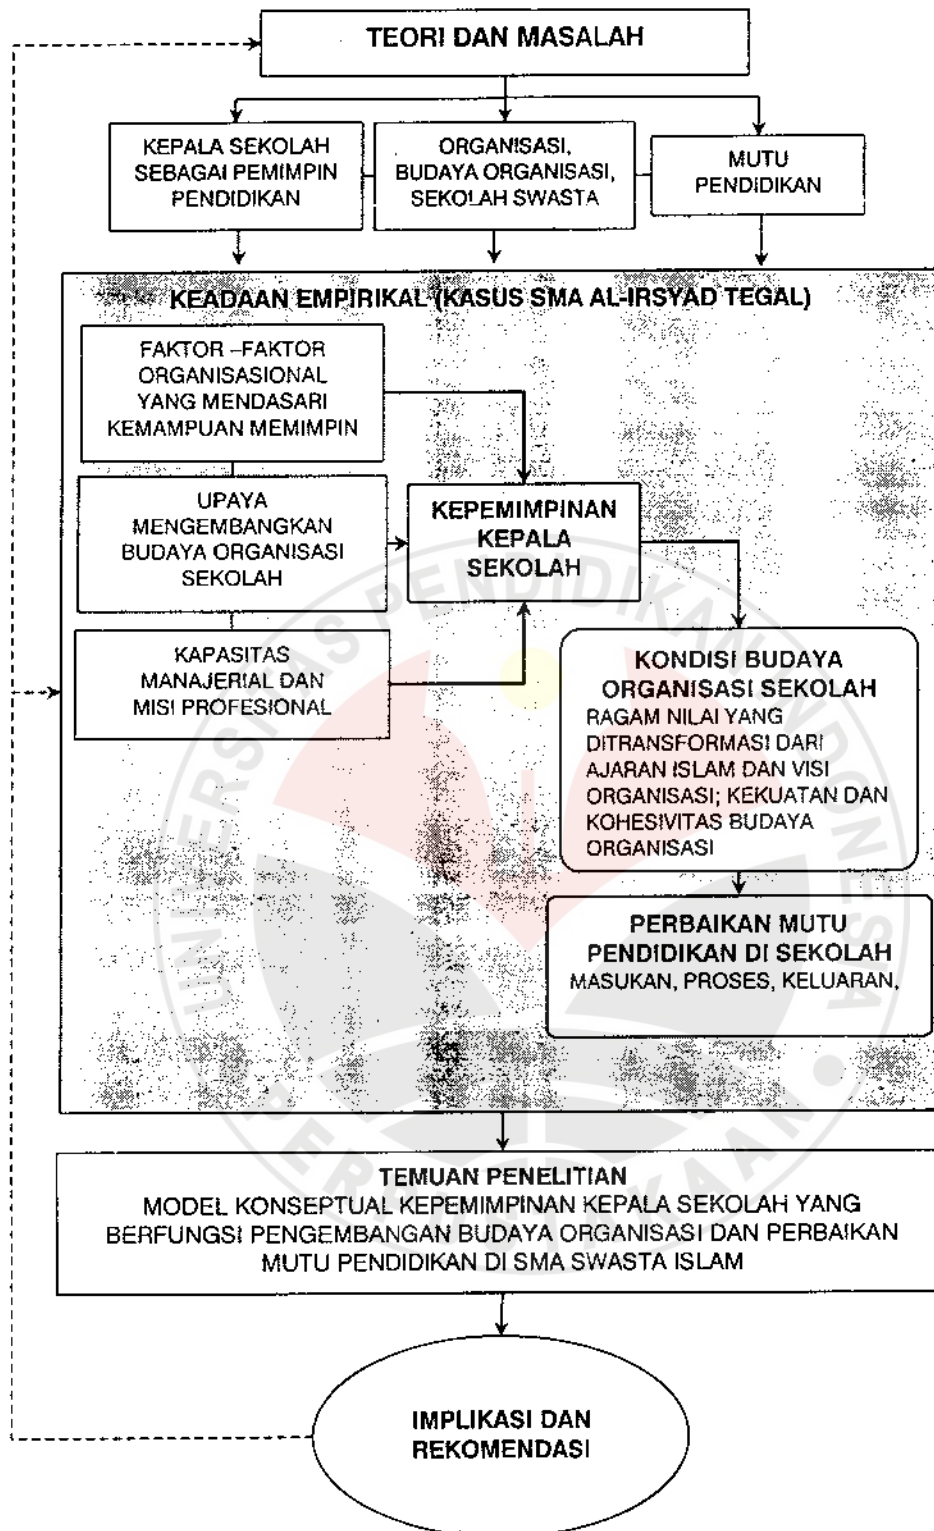 TEORI DAN MASALAH
KEPALA SEKOLAH
SEBAGAI PEMIMPIN
PENDIDIKAN
ORGANISASI,
BUDAYA ORGANISASI,
SEKOLAH SWASTA
MUTU
PENDIDIKAN
KEADAAN EMPIRIKAL (KASUS SMA AL-IRSYAD TEGAL)
FAKTOR –FAKTOR
ORGANISASIONAL
YANG MENDASARI
KEMAMPUAN MEMIMPIN
UPAYA
MENGEMBANGKAN
BUDAYA ORGANISASI
SEKOLAH
KAPASITAS
MANAJERIAL DAN
MISI PROFESIONAL
KEPEMIMPINAN
KEPALA
SEKOLAH
KONDISI BUDAYA
ORGANISASI SEKOLAH
RAGAM NILAI YANG
DITRANSFORMASI DARI
AJARAN ISLAM DAN VISI
ORGANISASI; KEKUATAN DAN
KOHESIVITAS BUDAYA
ORGANISASI
PERBAIKAN MUTU
PENDIDIKAN DI SEKOLAH
MASUKAN, PROSES, KELUARAN,
TEMUAN PENELITIAN
MODEL KONSEPTUAL KEPEMIMPINAN KEPALA SEKOLAH YANG
BERFUNGSI PENGEMBANGAN BUDAYA ORGANISASI DAN PERBAIKAN
MUTU PENDIDIKAN DI SMA SWASTA ISLAM
IMPLIKASI DAN
REKOMENDASI
UNIVERSITAS PENDIDIKAN INDONESIA
PERPUSTAKAAN